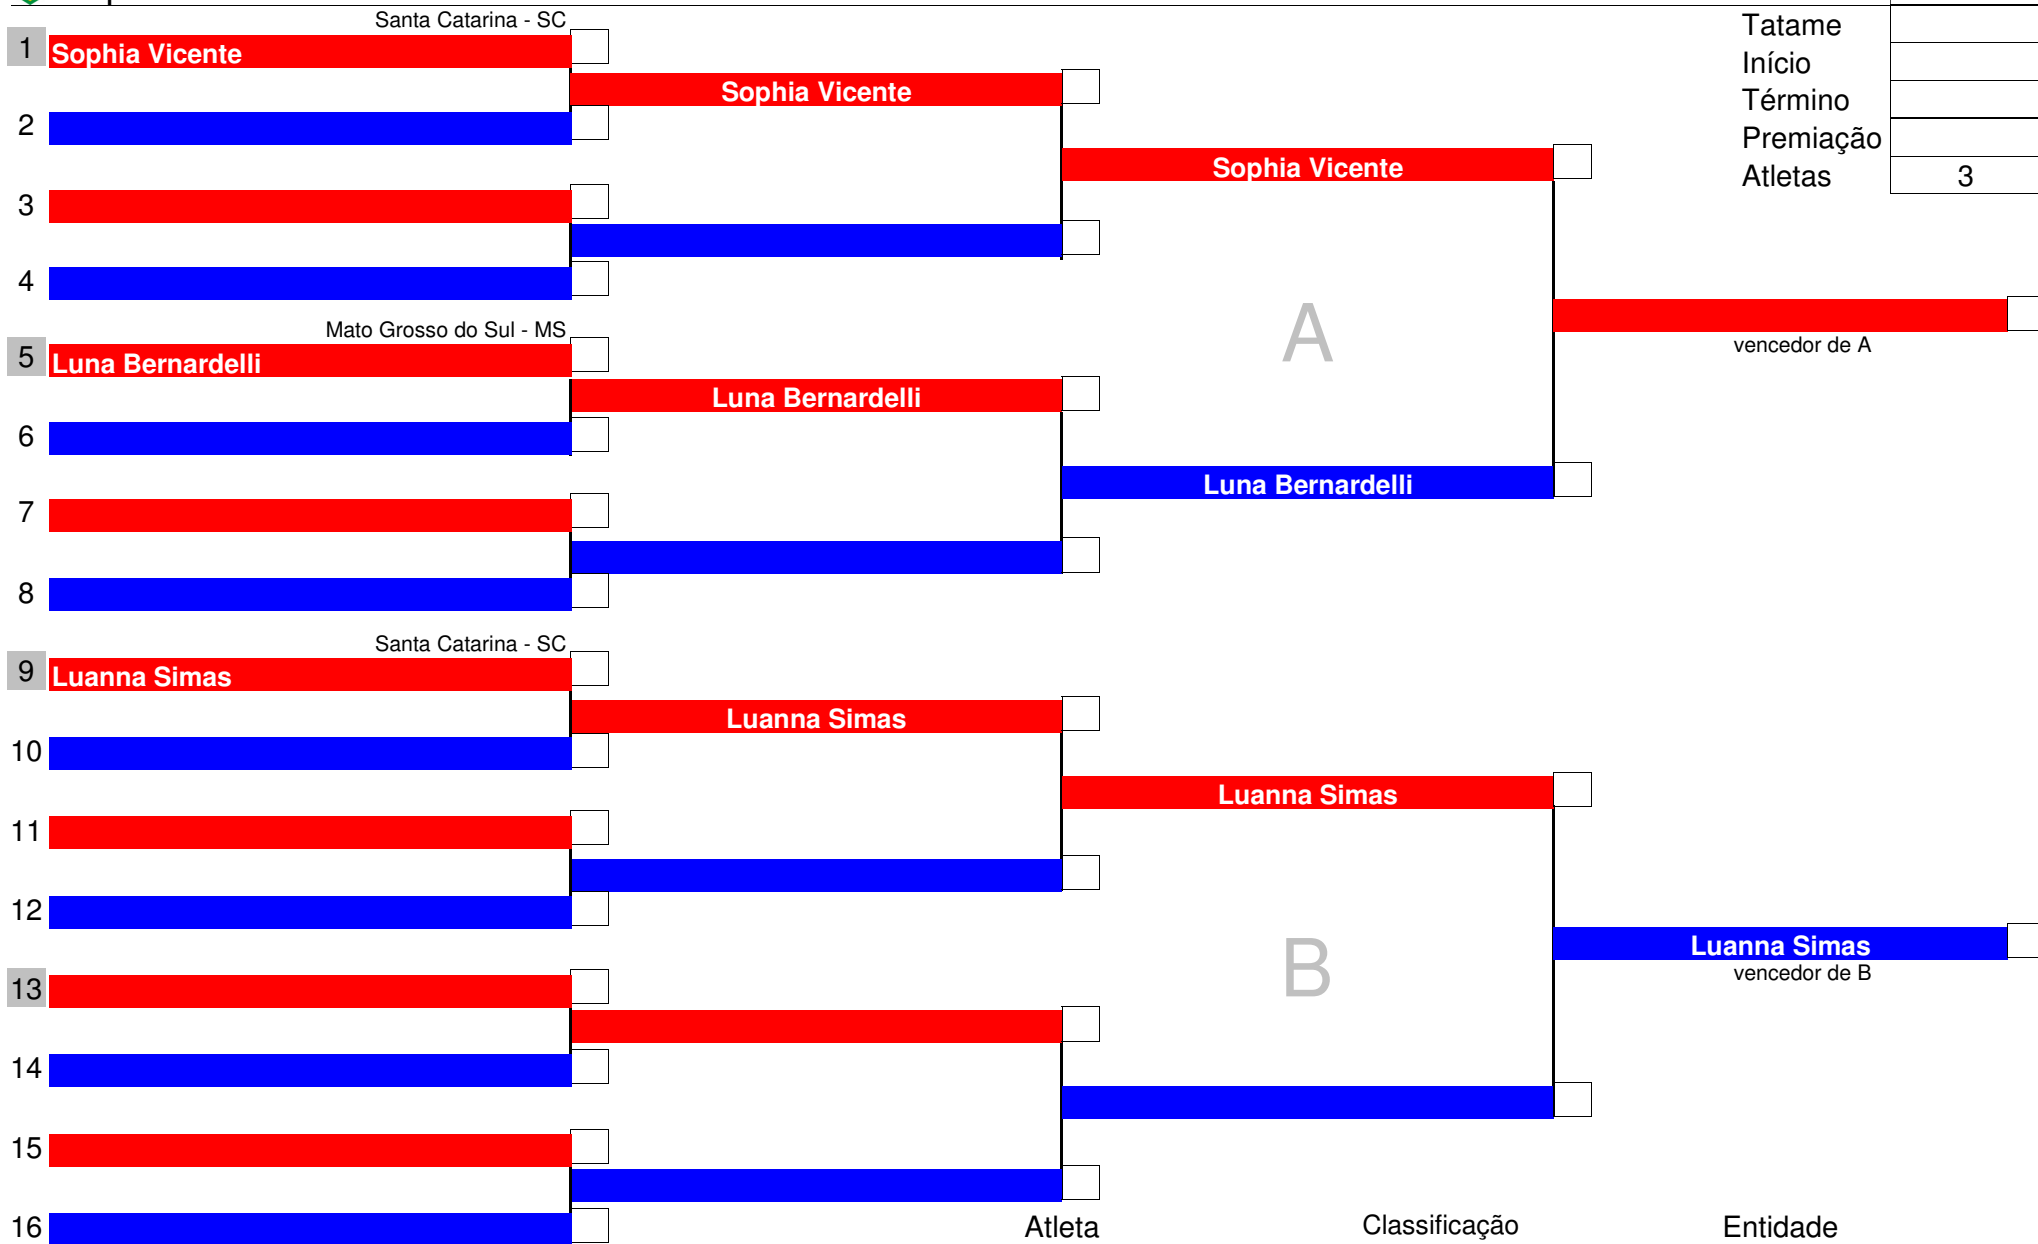 Santa Catarina - SC
Tatame
1 Sophia Vicente
Início
Sophia Vicente
Término
2
Premiação
Sophia Vicente
Atletas 3
3
4
A
Mato Grosso do Sul - MS
vencedor de A
5 Luna Bernardelli
Luna Bernardelli
6
Luna Bernardelli
7
8
Santa Catarina - SC
9 Luanna Simas
Luanna Simas
10
Luanna Simas
11
12
Luanna Simas
B
vencedor de B
13
14
15
16
Atleta Classificação Entidade